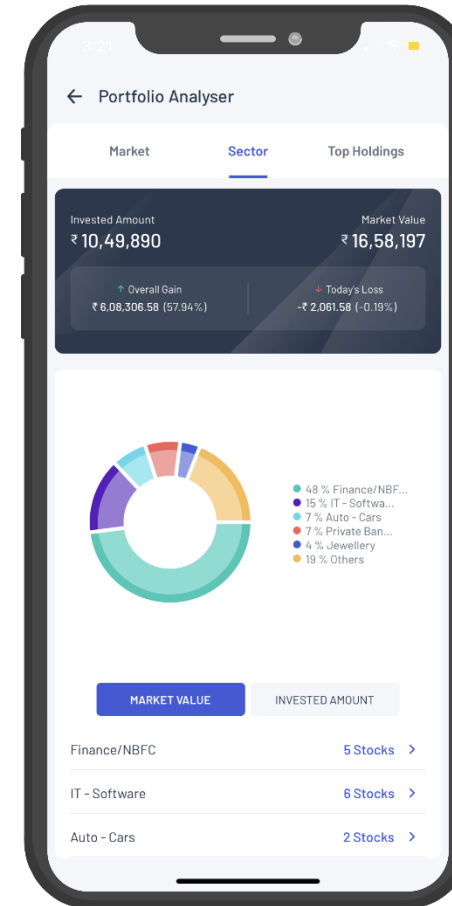 3:21
Portfolio Analyser
Market Sector Top Holdings
Invested Amount Market Value
₹ 10,49,890 ₹ 16,58,197
↑ Overall Gain ↓ Today's Loss
₹ 6,08,306.58 (57.94%) -₹ 2,061.58 (-0.19%)
48 % Finance/NBF...
15 % IT - Softwa...
7 % Auto - Cars
7 % Private Ban...
4 % Jewellery
19 % Others
MARKET VALUE INVESTED AMOUNT
Finance/NBFC 5 Stocks
IT - Software 6 Stocks
Auto - Cars 2 Stocks